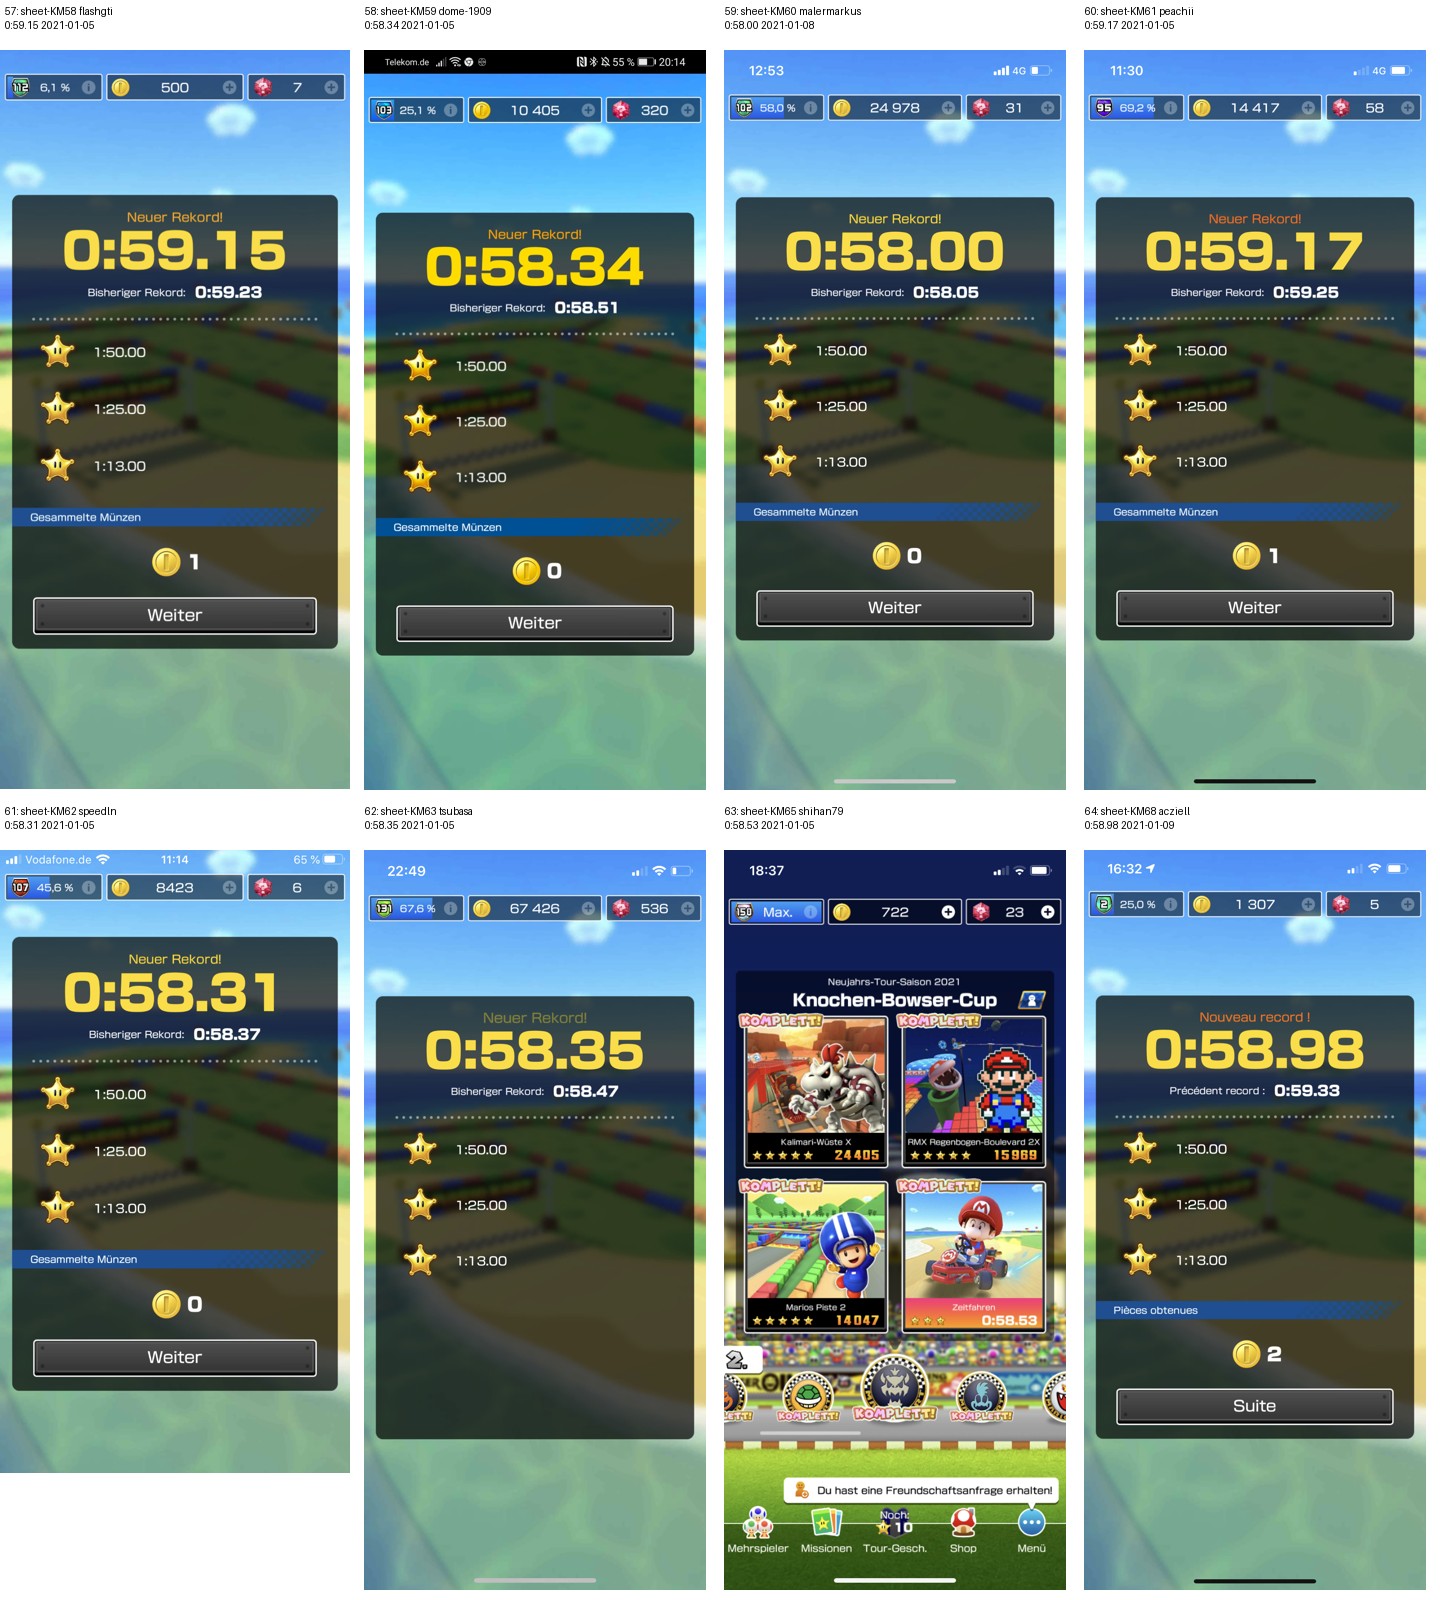 57: sheet-KM58 flashgti
0:59.15 2021-01-05
112 6,1 % 500 7
Neuer Rekord!
0:59.15
Bisheriger Rekord: 0:59.23
1:50.00
1:25.00
1:13.00
Gesammelte Münzen
1
Weiter
58: sheet-KM59 dome-1909
0:58.34 2021-01-05
Telekom.de 55 % 20:14
103 25,1 % 10 405 320
Neuer Rekord!
0:58.34
Bisheriger Rekord: 0:58.51
1:50.00
1:25.00
1:13.00
Gesammelte Münzen
0
Weiter
59: sheet-KM60 malermarkus
0:58.00 2021-01-08
12:53 4G
102 58,0 % 24 978 31
Neuer Rekord!
0:58.00
Bisheriger Rekord: 0:58.05
1:50.00
1:25.00
1:13.00
Gesammelte Münzen
0
Weiter
60: sheet-KM61 peachii
0:59.17 2021-01-05
11:30 4G
95 69,2 % 14 417 58
Neuer Rekord!
0:59.17
Bisheriger Rekord: 0:59.25
1:50.00
1:25.00
1:13.00
Gesammelte Münzen
1
Weiter
61: sheet-KM62 speedln
0:58.31 2021-01-05
Vodafone.de 11:14 65 %
107 45,6 % 8423 6
Neuer Rekord!
0:58.31
Bisheriger Rekord: 0:58.37
1:50.00
1:25.00
1:13.00
Gesammelte Münzen
0
Weiter
62: sheet-KM63 tsubasa
0:58.35 2021-01-05
22:49
131 67,6 % 67 426 536
Neuer Rekord!
0:58.35
Bisheriger Rekord: 0:58.47
1:50.00
1:25.00
1:13.00
63: sheet-KM65 shihan79
0:58.53 2021-01-05
18:37
150 Max. 722 23
Neujahrs-Tour-Saison 2021
Knochen-Bowser-Cup
KOMPLETT! KOMPLETT!
Kalimari-Wüste X RMX Regenbogen-Boulevard 2X
24405 15969
KOMPLETT! KOMPLETT!
Marios Piste 2 Zeitfahren
14047 0:58.53
2.
KOMPLETT! KOMPLETT! KOMPLETT!
Du hast eine Freundschaftsanfrage erhalten!
Noch:
10
Mehrspieler Missionen Tour-Gesch. Shop Menü
64: sheet-KM68 acziell
0:58.98 2021-01-09
16:32
25,0 % 1 307 5
Nouveau record !
0:58.98
Précédent record : 0:59.33
1:50.00
1:25.00
1:13.00
Pièces obtenues
2
Suite